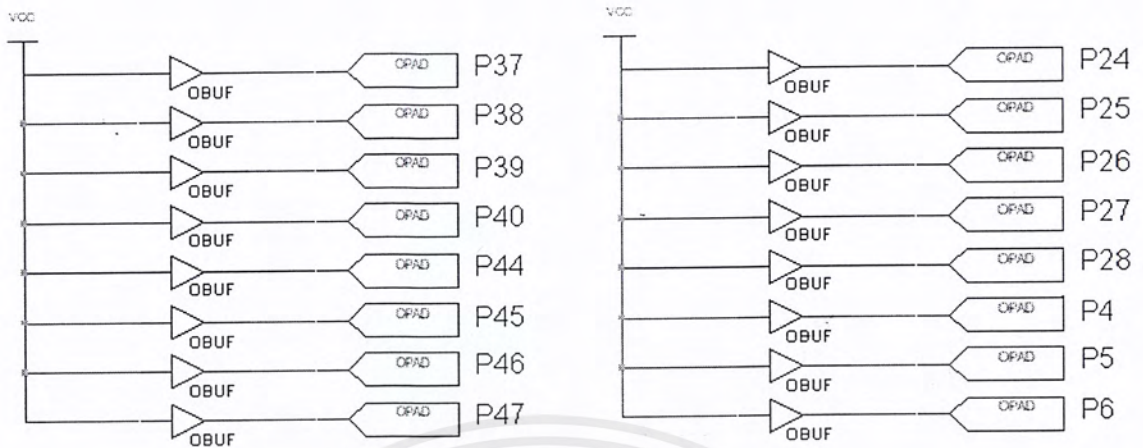 VCC
OPAD P37
OBUF
OPAD P38
OBUF
OPAD P39
OBUF
OPAD P40
OBUF
OPAD P44
OBUF
OPAD P45
OBUF
OPAD P46
OBUF
OPAD P47
OBUF
VCC
OPAD P24
OBUF
OPAD P25
OBUF
OPAD P26
OBUF
OPAD P27
OBUF
OPAD P28
OBUF
OPAD P4
OBUF
OPAD P5
OBUF
OPAD P6
OBUF